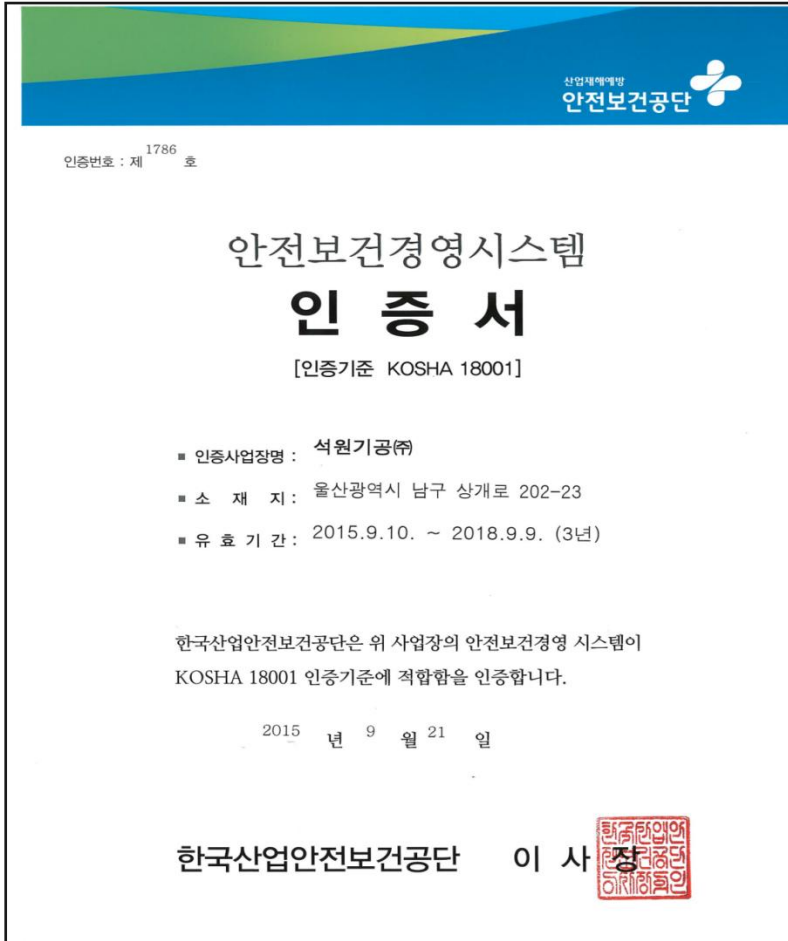 산업재해예방
안전보건공단
인증번호 : 제 1786 호
안전보건경영시스템
인 증 서
[인증기준 KOSHA 18001]
■ 인증사업장명 : 석원기공㈜
■ 소 재 지 : 울산광역시 남구 상개로 202-23
■ 유 효 기 간 : 2015.9.10. ~ 2018.9.9. (3년)
한국산업안전보건공단은 위 사업장의 안전보건경영 시스템이
KOSHA 18001 인증기준에 적합함을 인증합니다.
2015 년 9 월 21 일
한국산업안전보건공단 이 사 장